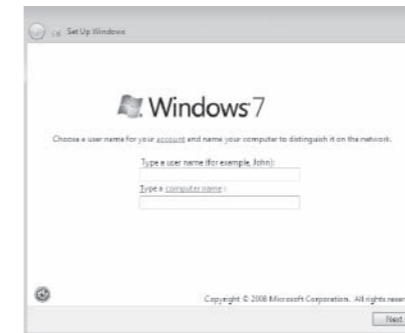 Set Up Windows
Windows 7
Choose a user name for your account and name your computer to distinguish it on the network.
Type a user name (for example, John):
Type a computer name:
Copyright © 2008 Microsoft Corporation. All rights
Next